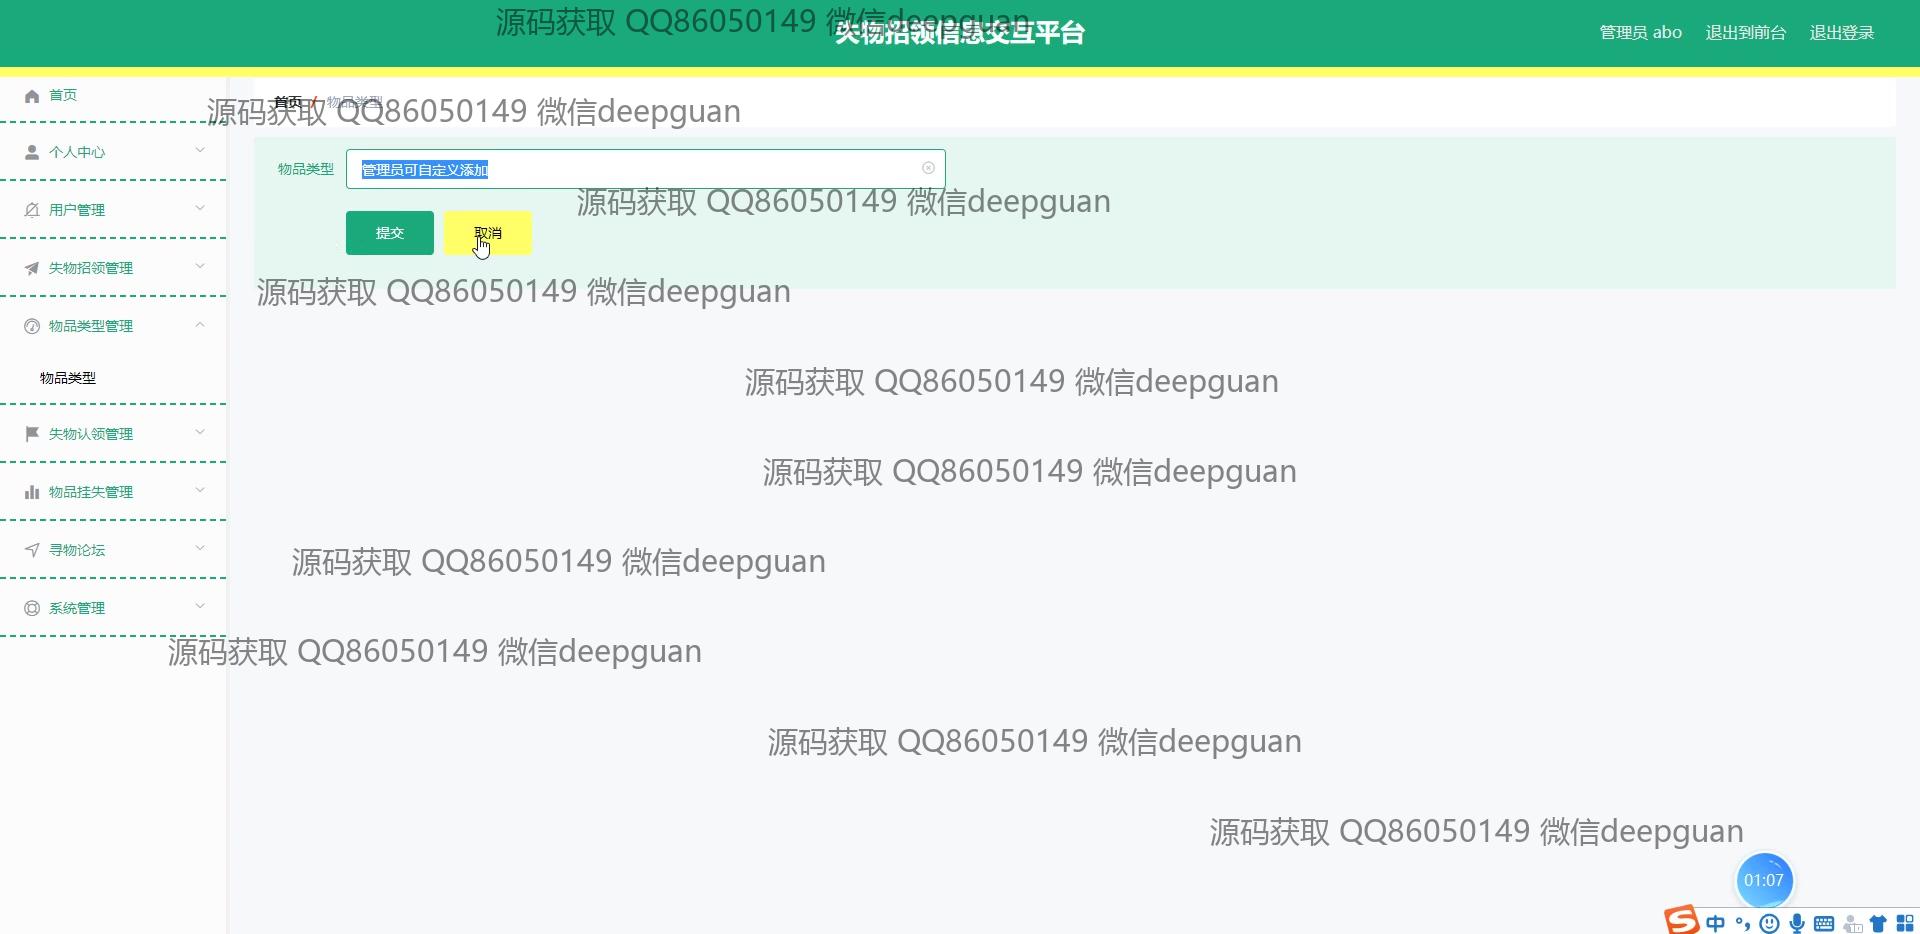 源码获取 QQ86050149 微信deepguan
失物招领信息交互平台
管理员 abo 退出到前台 退出登录
首页
首页 / 物品类型
源码获取 QQ86050149 微信deepguan
个人中心
物品类型 管理员可自定义添加
源码获取 QQ86050149 微信deepguan
用户管理
提交 取消
失物招领管理
源码获取 QQ86050149 微信deepguan
物品类型管理
物品类型
源码获取 QQ86050149 微信deepguan
失物认领管理
源码获取 QQ86050149 微信deepguan
物品挂失管理
寻物论坛
源码获取 QQ86050149 微信deepguan
系统管理
源码获取 QQ86050149 微信deepguan
源码获取 QQ86050149 微信deepguan
源码获取 QQ86050149 微信deepguan
01:07
中